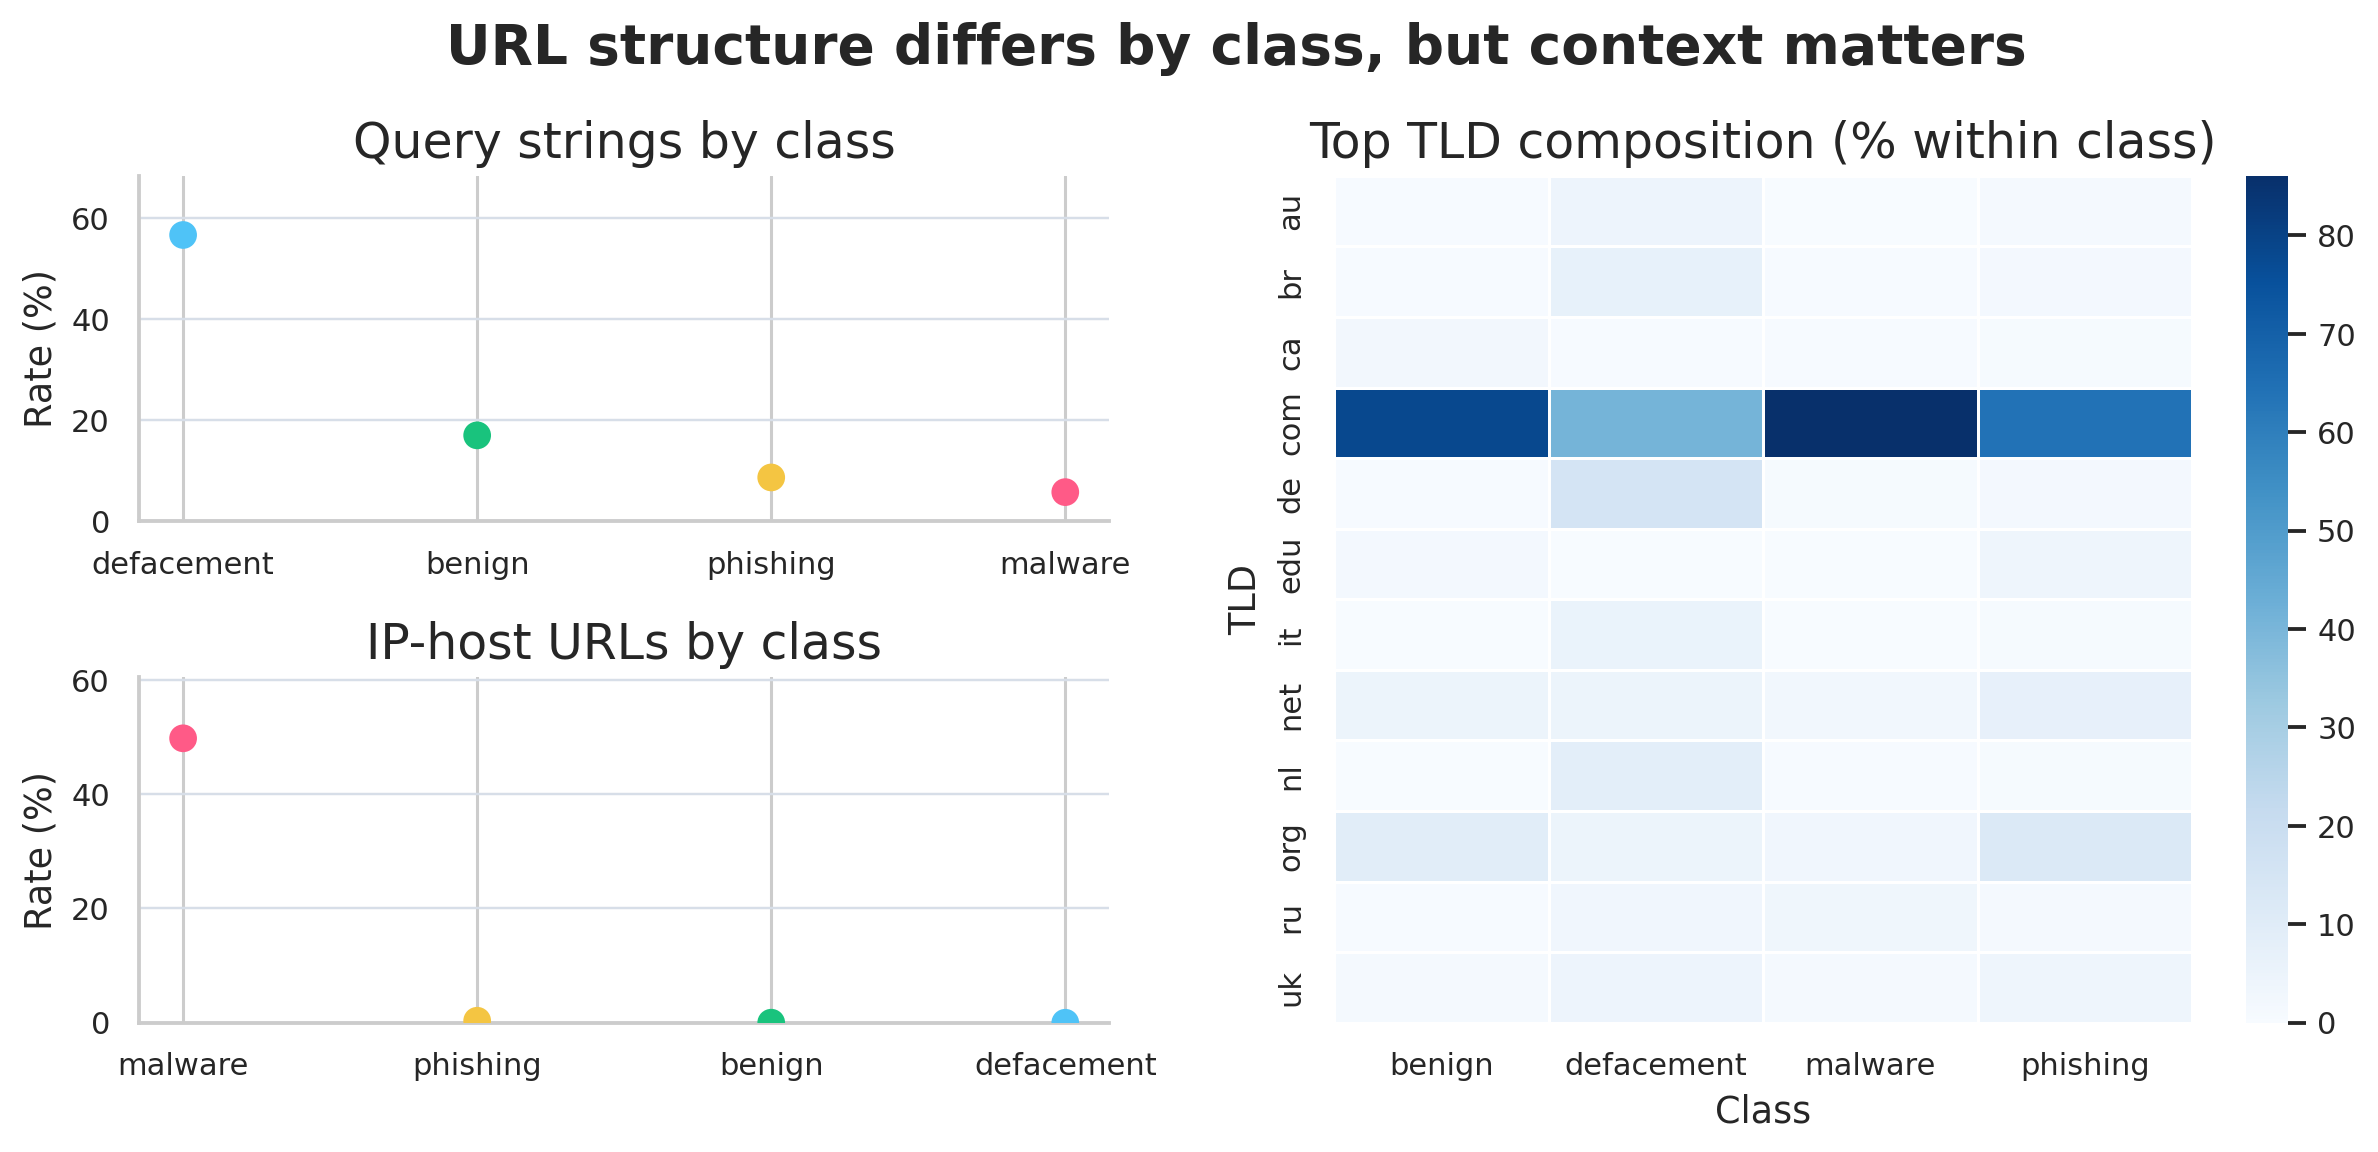 URL structure differs by class, but context matters
Query strings by class
Rate (%)
60
40
20
0
defacement benign phishing malware
IP-host URLs by class
Rate (%)
60
40
20
0
malware phishing benign defacement
Top TLD composition (% within class)
TLD
au
br
ca
com
de
edu
it
net
nl
org
ru
uk
benign defacement malware phishing
Class
80
70
60
50
40
30
20
10
0